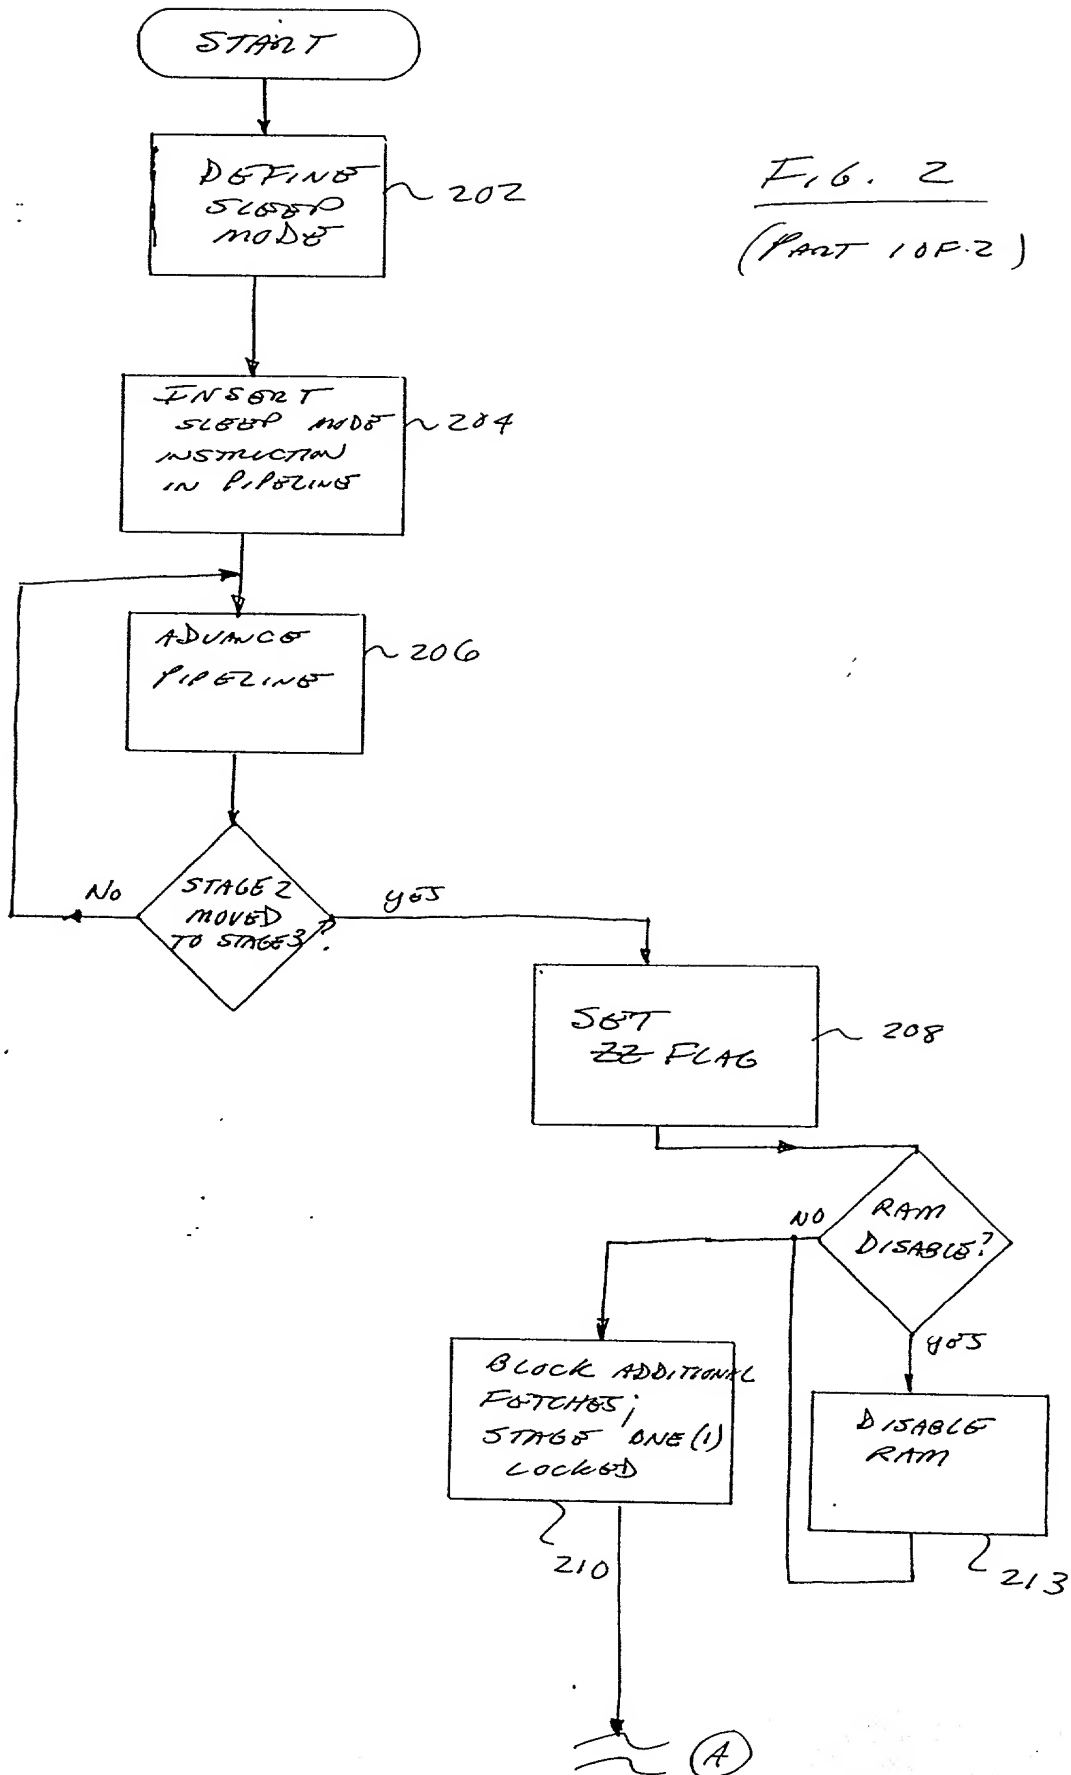 START
FIG. 2
(PART 1 OF 2)
DEFINE
SLEEP
MODE
202
INSERT
SLEEP MODE
INSTRUCTION
IN PIPELINE
204
ADVANCE
PIPELINE
206
STAGE 2
MOVED
TO STAGE 3?
NO
YES
SET
ZZ FLAG
208
RAM
DISABLE?
NO
YES
BLOCK ADDITIONAL
FETCHES;
STAGE ONE (1)
LOCKED
210
DISABLE
RAM
213
A